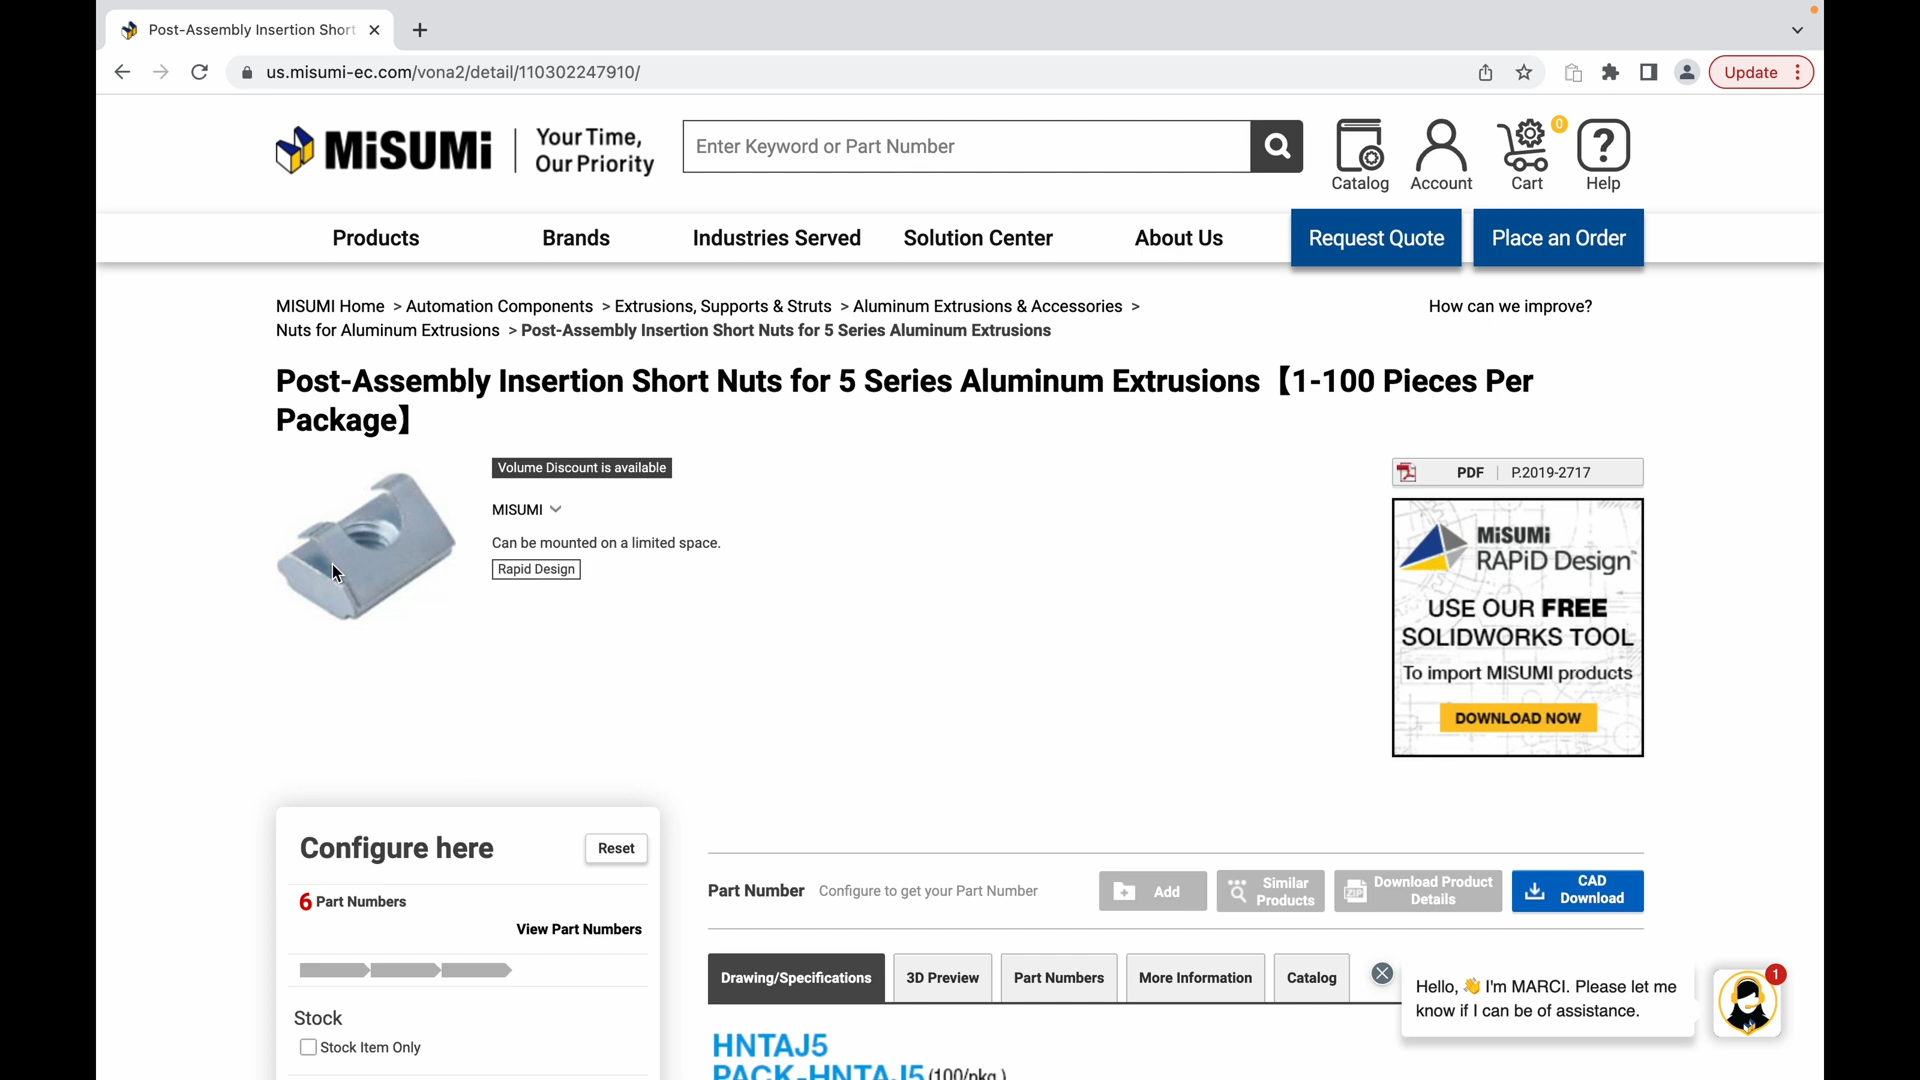 Post-Assembly Insertion Short
us.misumi-ec.com/vona2/detail/110302247910/
Update
MiSUMi
Your Time,
Our Priority
Enter Keyword or Part Number
0
Catalog
Account
Cart
Help
Products
Brands
Industries Served
Solution Center
About Us
Request Quote
Place an Order
MISUMI Home > Automation Components > Extrusions, Supports & Struts > Aluminum Extrusions & Accessories >
Nuts for Aluminum Extrusions > Post-Assembly Insertion Short Nuts for 5 Series Aluminum Extrusions
How can we improve?
Post-Assembly Insertion Short Nuts for 5 Series Aluminum Extrusions【1-100 Pieces Per
Package】
Volume Discount is available
MISUMI
Can be mounted on a limited space.
Rapid Design
PDF | P.2019-2717
MiSUMi
RAPiD Design™
USE OUR FREE
SOLIDWORKS TOOL
To import MISUMI products
DOWNLOAD NOW
Configure here
Reset
6 Part Numbers
View Part Numbers
Stock
Stock Item Only
Part Number Configure to get your Part Number
Add
Similar
Products
ZIP
Download Product
Details
CAD
Download
Drawing/Specifications
3D Preview
Part Numbers
More Information
Catalog
Hello, 👋 I'm MARCI. Please let me
know if I can be of assistance.
1
HNTAJ5
PACK-HNTAJ5 (100/pkg.)